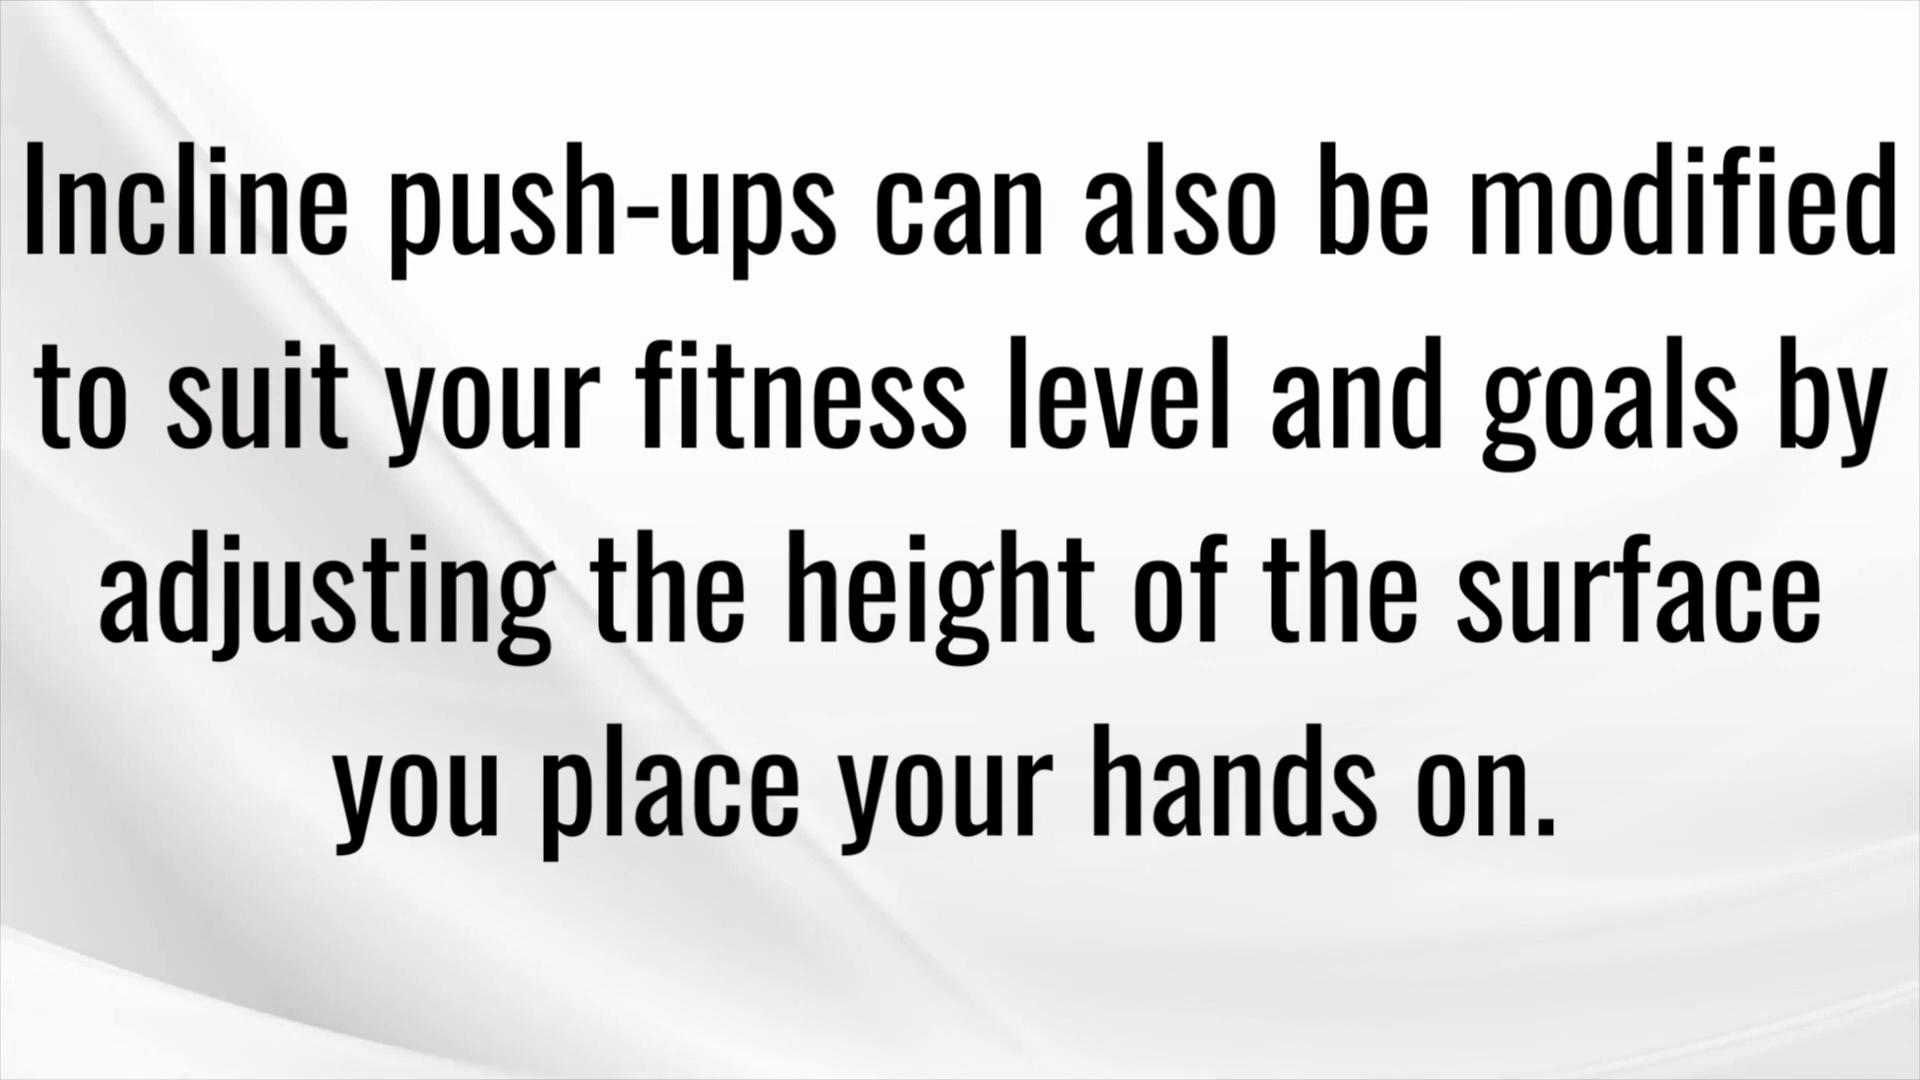 Incline push-ups can also be modified
to suit your fitness level and goals by
adjusting the height of the surface
you place your hands on.